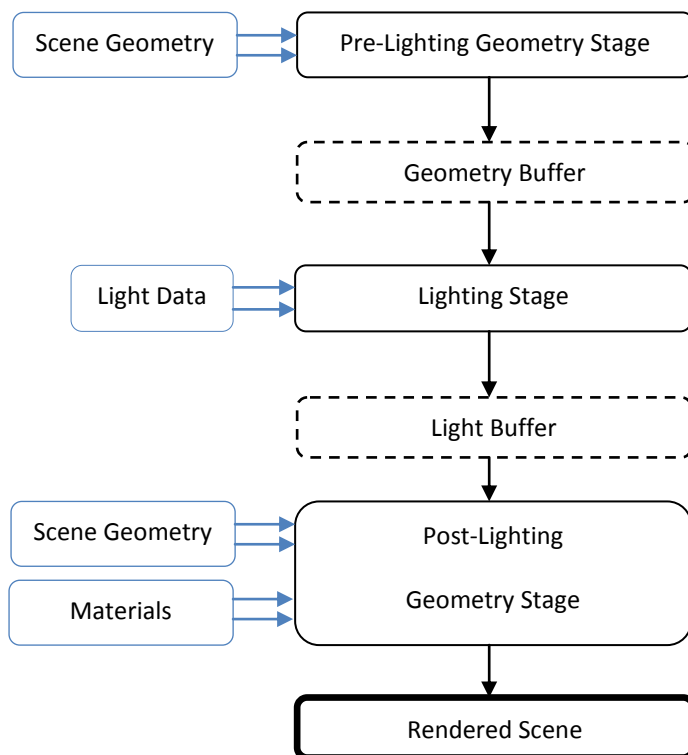 Scene Geometry
Pre-Lighting Geometry Stage
Geometry Buffer
Light Data
Lighting Stage
Light Buffer
Scene Geometry
Post-Lighting
Materials
Geometry Stage
Rendered Scene